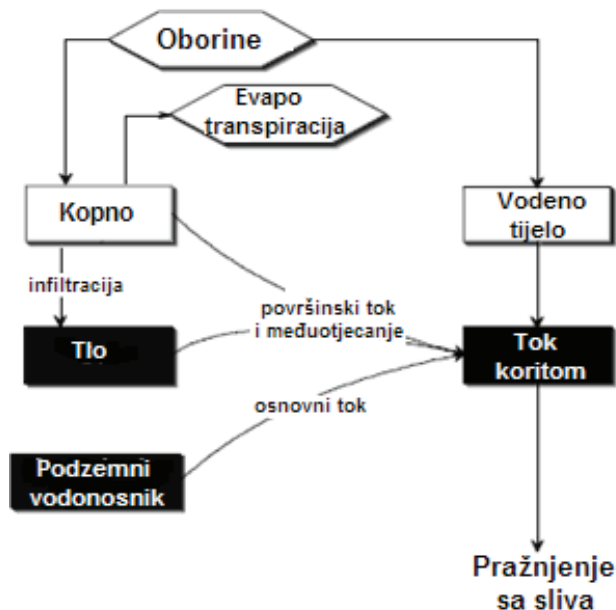 Oborine
Evapo
transpiracija
Kopno
Vodeno
tijelo
infiltracija
površinski tok
i međuotjecanje
Tlo
Tok
koritom
osnovni tok
Podzemni
vodonosnik
Pražnjenje
sa sliva